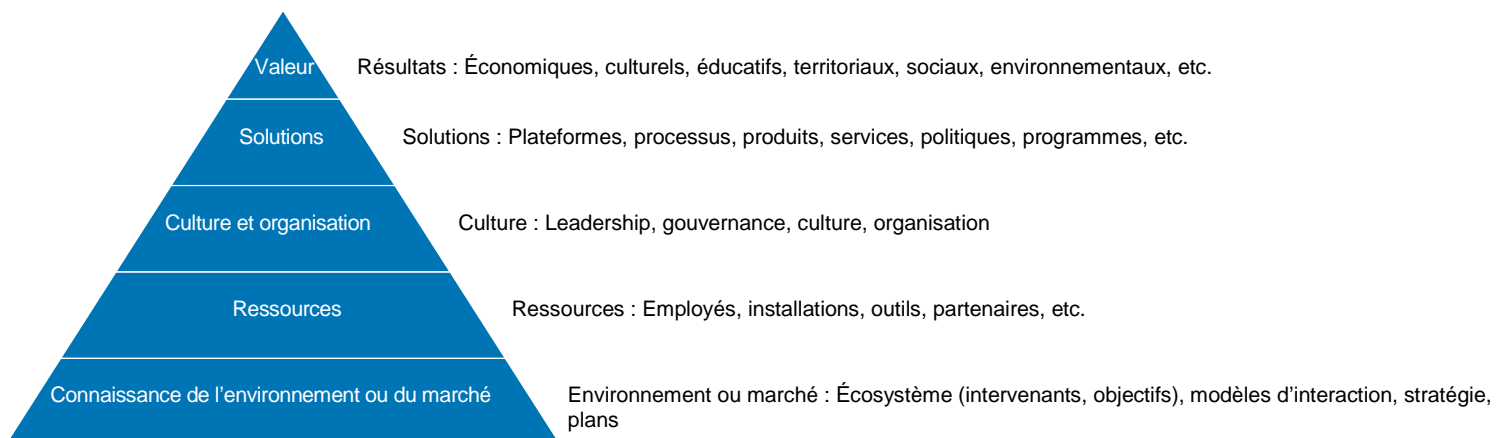 Valeur
Résultats : Économiques, culturels, éducatifs, territoriaux, sociaux, environnementaux, etc.
Solutions
Solutions : Plateformes, processus, produits, services, politiques, programmes, etc.
Culture et organisation
Culture : Leadership, gouvernance, culture, organisation
Ressources
Ressources : Employés, installations, outils, partenaires, etc.
Connaissance de l’environnement ou du marché
Environnement ou marché : Écosystème (intervenants, objectifs), modèles d’interaction, stratégie,
plans